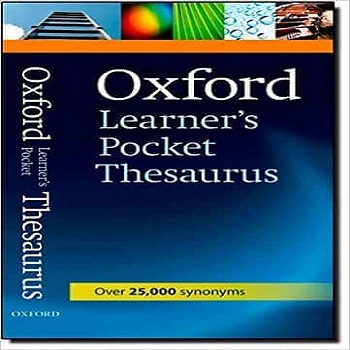 Oxford
Learner's
Pocket
Thesaurus
Over 25,000 synonyms
Oxford
Learner's
Pocket
Thesaurus
OXFORD